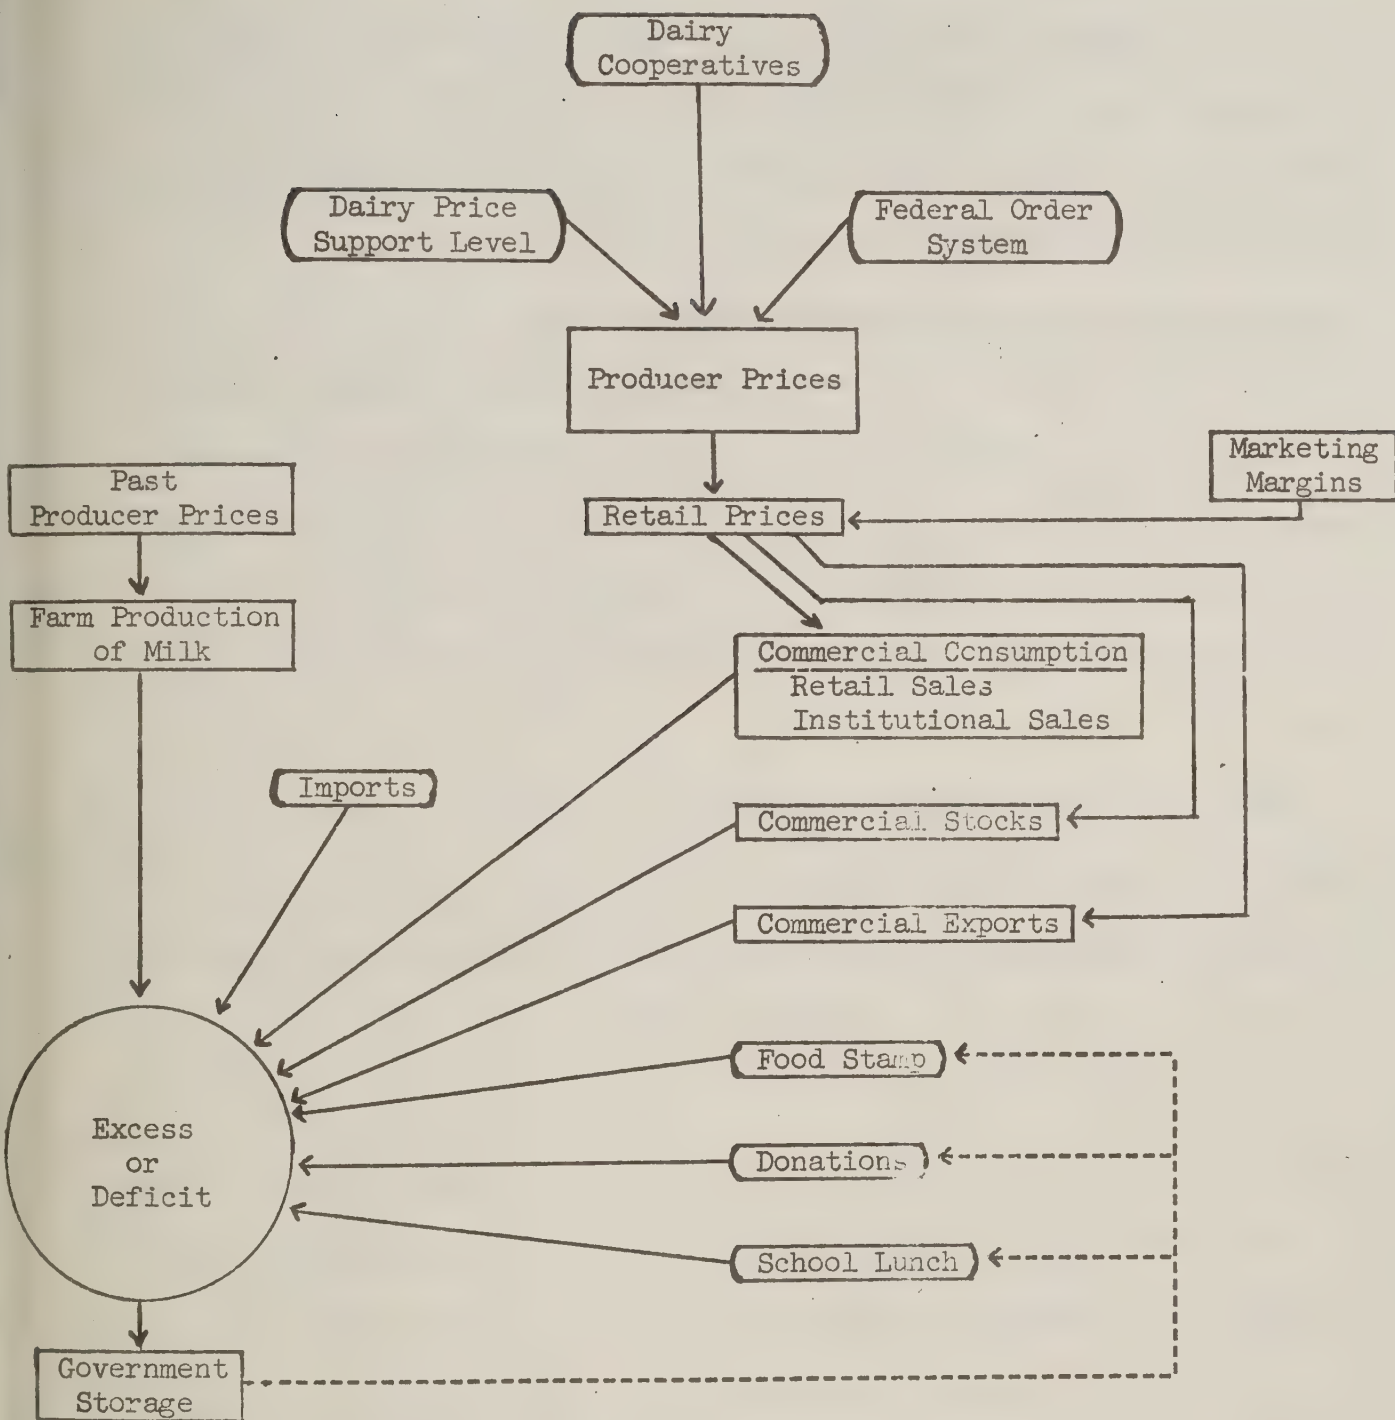 Dairy
Cooperatives
Dairy Price
Support Level
Federal Order
System
Producer Prices
Marketing
Margins
Past
Producer Prices
Retail Prices
Farm Production
of Milk
Commercial Consumption
Retail Sales
Institutional Sales
Imports
Commercial Stocks
Commercial Exports
Food Stamp
Excess
or
Deficit
Donations
School Lunch
Government
Storage